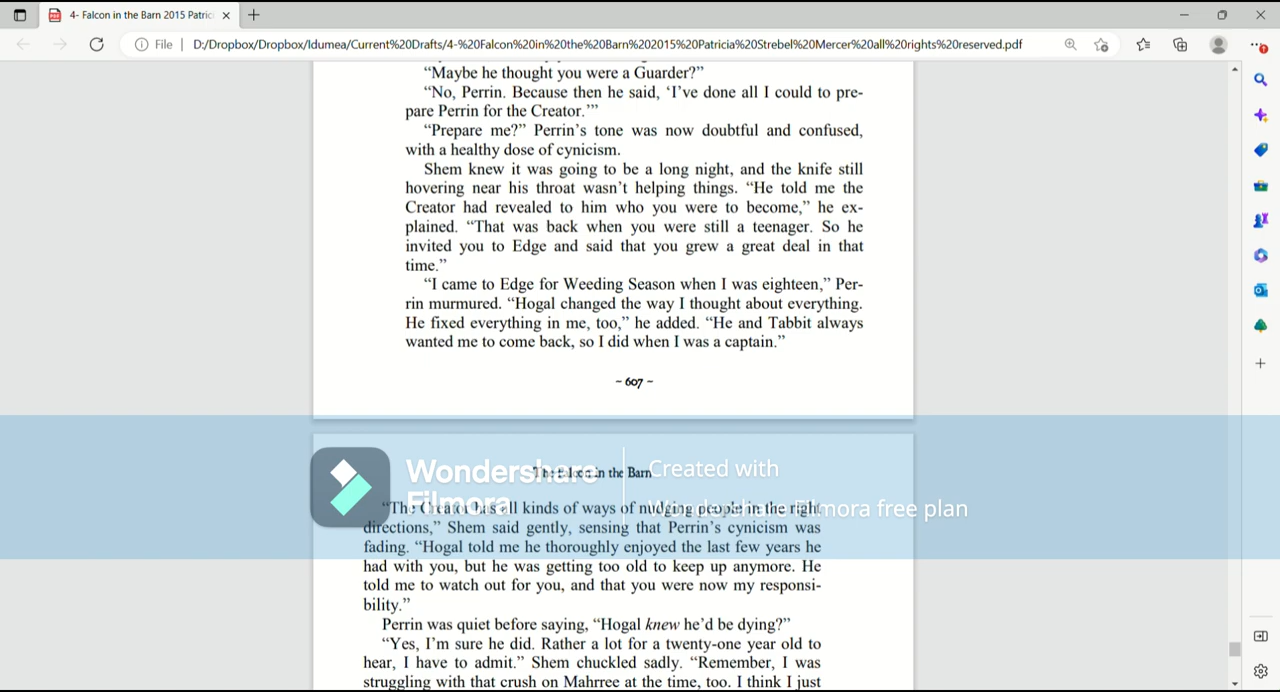 4- Falcon in the Barn 2015 Patric
File
D:/Dropbox/Dropbox/Idumea/Current%20Drafts/4-%20Falcon%20in%20the%20Barn%202015%20Patricia%20Strebel%20Mercer%20all%20rights%20reserved.pdf
“Maybe he thought you were a Guarder?”
“No, Perrin. Because then he said, ‘I’ve done all I could to pre-
pare Perrin for the Creator.’”
“Prepare me?” Perrin’s tone was now doubtful and confused,
with a healthy dose of cynicism.
Shem knew it was going to be a long night, and the knife still
hovering near his throat wasn’t helping things. “He told me the
Creator had revealed to him who you were to become,” he ex-
plained. “That was back when you were still a teenager. So he
invited you to Edge and said that you grew a great deal in that
time.”
“I came to Edge for Weeding Season when I was eighteen,” Per-
rin murmured. “Hogal changed the way I thought about everything.
He fixed everything in me, too,” he added. “He and Tabbit always
wanted me to come back, so I did when I was a captain.”
~ 607 ~
The Falcon in the Barn
Wondershare
Filmora
Created with
Wondershare Filmora free plan
“The Creator has all kinds of ways of nudging people in the right
directions,” Shem said gently, sensing that Perrin’s cynicism was
fading. “Hogal told me he thoroughly enjoyed the last few years he
had with you, but he was getting too old to keep up anymore. He
told me to watch out for you, and that you were now my responsi-
bility.”
Perrin was quiet before saying, “Hogal knew he’d be dying?”
“Yes, I’m sure he did. Rather a lot for a twenty-one year old to
hear, I have to admit.” Shem chuckled sadly. “Remember, I was
struggling with that crush on Mahrree at the time, too. I think I just